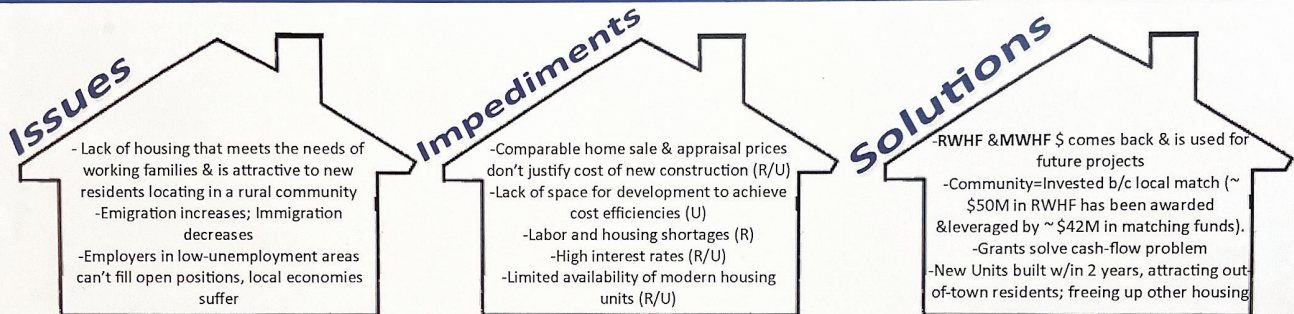 Issues
- Lack of housing that meets the needs of
working families & is attractive to new
residents locating in a rural community
-Emigration increases; Immigration
decreases
-Employers in low-unemployment areas
can't fill open positions, local economies
suffer
Impediments
-Comparable home sale & appraisal prices
don't justify cost of new construction (R/U)
-Lack of space for development to achieve
cost efficiencies (U)
-Labor and housing shortages (R)
-High interest rates (R/U)
-Limited availability of modern housing
units (R/U)
Solutions
-RWHF &MWHF $ comes back & is used for
future projects
-Community=Invested b/c local match (~
$50M in RWHF has been awarded
&leveraged by ~ $42M in matching funds).
-Grants solve cash-flow problem
-New Units built w/in 2 years, attracting out-
of-town residents; freeing up other housing